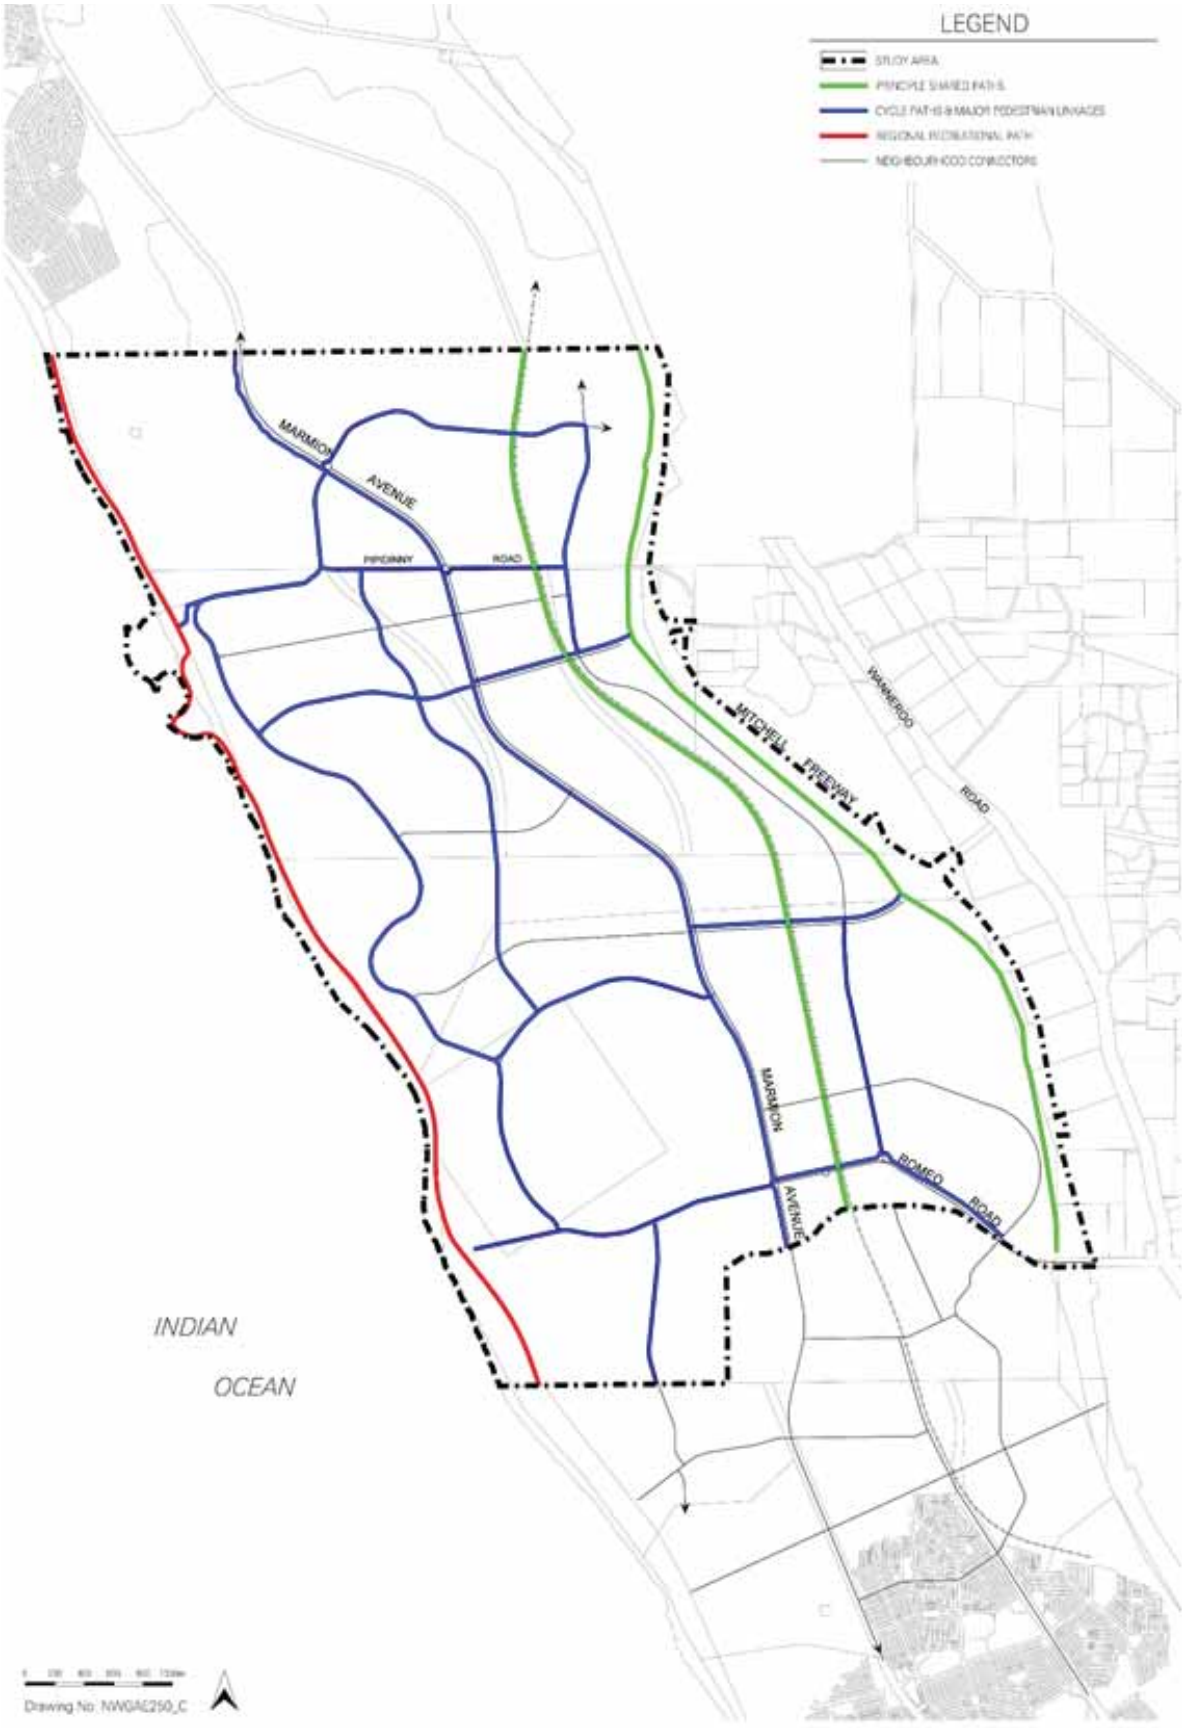 LEGEND
STUDY AREA
PRINCIPLE SHARED PATHS
CYCLE PATHS & MAJOR PEDESTRIAN LINKAGES
REGIONAL RECREATIONAL PATH
NEIGHBOURHOOD CONNECTORS
MARMION
AVENUE
PIPIDINNY ROAD
WANNEROO
ROAD
MITCHELL
FREEWAY
MARMION
AVENUE
ROMEO
ROAD
INDIAN
OCEAN
0
Drawing No: NWGAE250_C